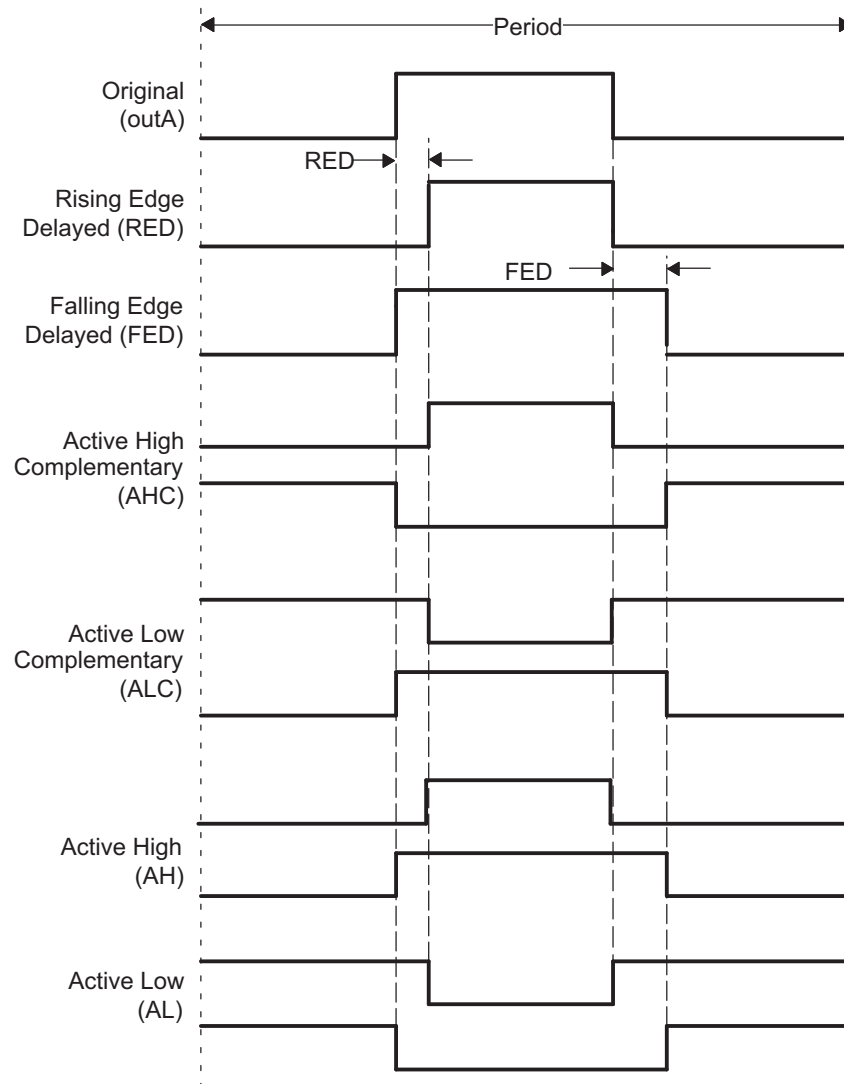 Period
Original
(outA)
RED
Rising Edge
Delayed (RED)
FED
Falling Edge
Delayed (FED)
Active High
Complementary
(AHC)
Active Low
Complementary
(ALC)
Active High
(AH)
Active Low
(AL)